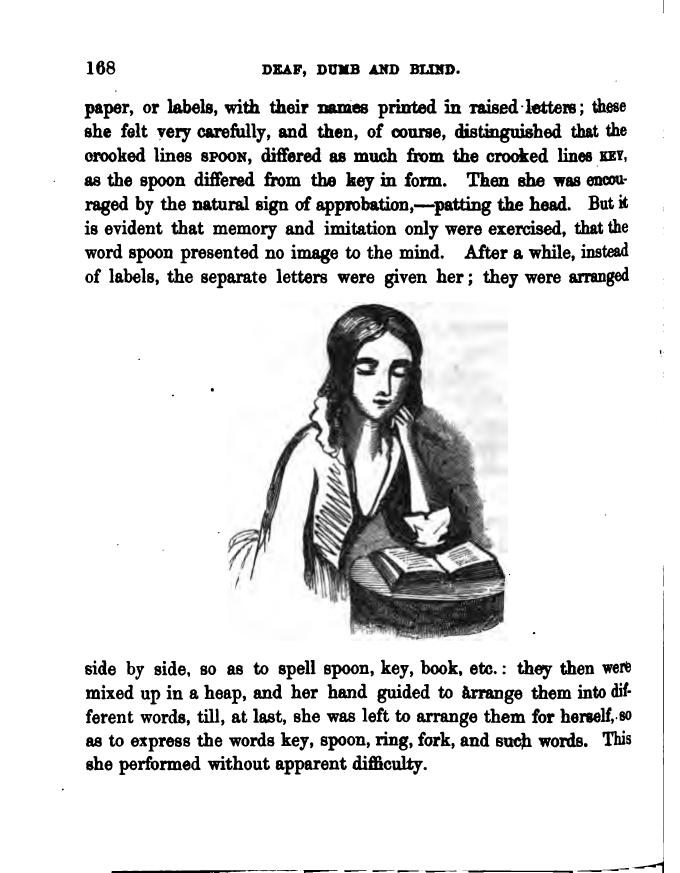 168 DEAF, DUMB AND BLIND.
paper, or labels, with their names printed in raised letters; these
she felt very carefully, and then, of course, distinguished that the
crooked lines SPOON, differed as much from the crooked lines KEY,
as the spoon differed from the key in form. Then she was encou-
raged by the natural sign of approbation,—patting the head. But it
is evident that memory and imitation only were exercised, that the
word spoon presented no image to the mind. After a while, instead
of labels, the separate letters were given her; they were arranged
side by side, so as to spell spoon, key, book, etc.: they then were
mixed up in a heap, and her hand guided to arrange them into dif-
ferent words, till, at last, she was left to arrange them for herself, so
as to express the words key, spoon, ring, fork, and such words. This
she performed without apparent difficulty.